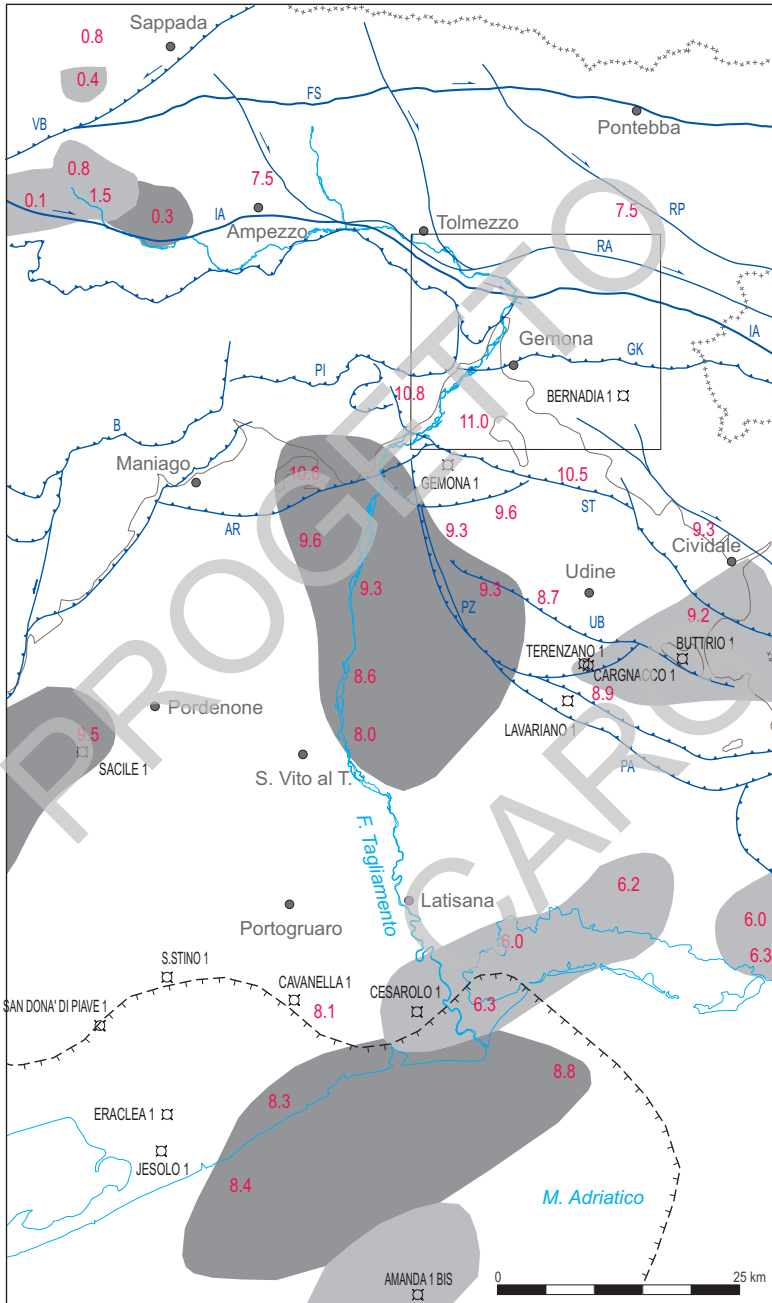 Sappada
0.8
0.4
FS
VB
Pontebba
0.8
7.5
0.1
1.5
0.3
7.5
RP
IA
Ampezzo
Tolmezzo
RA
IA
Gemona
GK
PI
10.8
BERNADIA 1
B
11.0
Maniago
10.6
GEMONA 1
10.5
AR
9.6
9.3
9.6
ST
9.3
Cividale
9.3
9.3
8.7
Udine
PZ
UB
9.2
TERENZANO 1
BUTTRIO 1
8.6
CARGNACCO 1
8.9
Pordenone
LAVARIANO 1
9.5
8.0
SACILE 1
S. Vito al T.
PA
F. Tagliamento
6.2
Latisana
Portogruaro
6.0
6.0
6.3
S.STINO 1
CAVANELLA 1
CESAROLO 1
SAN DONA' DI PIAVE 1
8.1
6.3
8.8
8.3
ERACLEA 1
JESOLO 1
8.4
M. Adriatico
AMANDA 1 BIS
0
25 km
PROGETTO
CARG